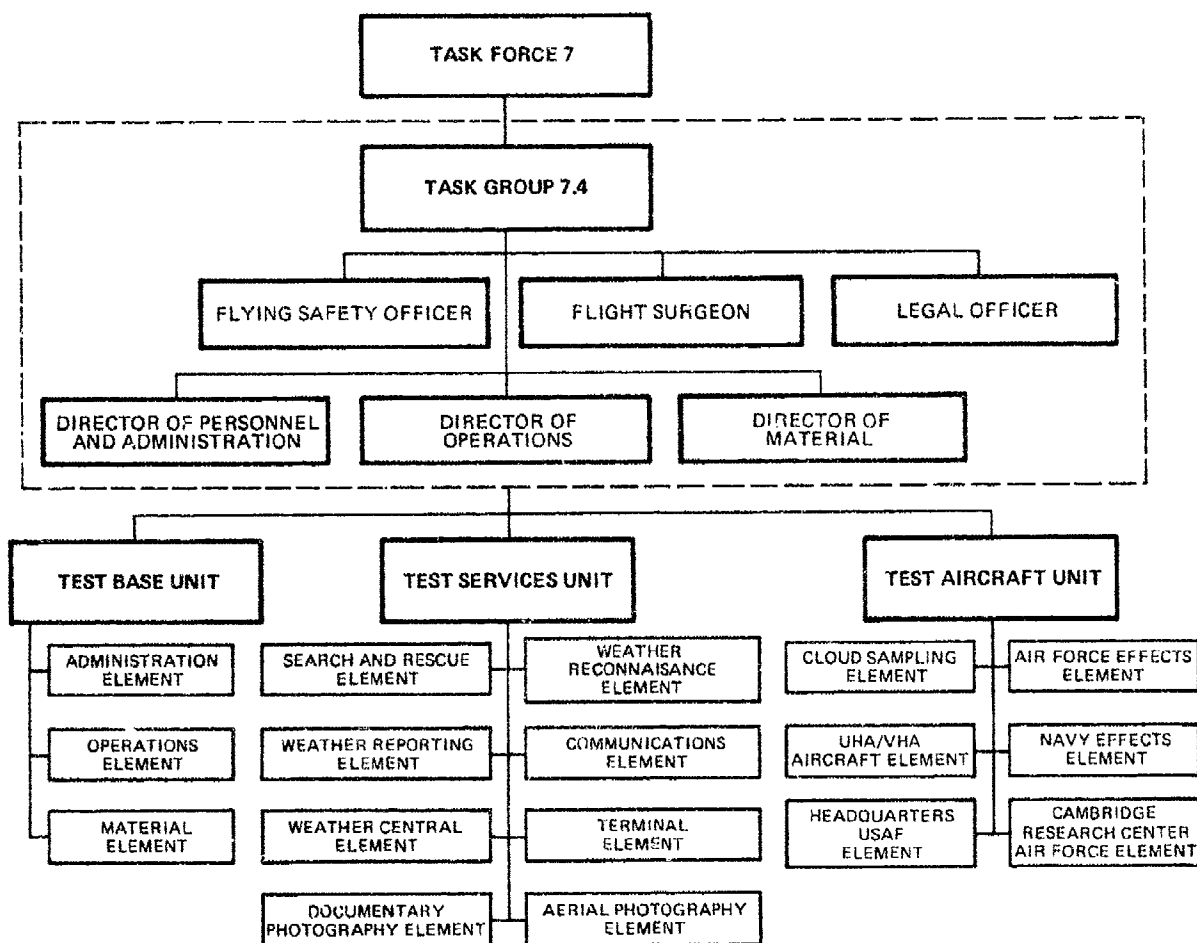 TASK FORCE 7
TASK GROUP 7.4
FLYING SAFETY OFFICER
FLIGHT SURGEON
LEGAL OFFICER
DIRECTOR OF PERSONNEL
AND ADMINISTRATION
DIRECTOR OF
OPERATIONS
DIRECTOR OF
MATERIAL
TEST BASE UNIT
TEST SERVICES UNIT
TEST AIRCRAFT UNIT
ADMINISTRATION
ELEMENT
OPERATIONS
ELEMENT
MATERIAL
ELEMENT
SEARCH AND RESCUE
ELEMENT
WEATHER
RECONNAISANCE
ELEMENT
WEATHER REPORTING
ELEMENT
COMMUNICATIONS
ELEMENT
WEATHER CENTRAL
ELEMENT
TERMINAL
ELEMENT
DOCUMENTARY
PHOTOGRAPHY ELEMENT
AERIAL PHOTOGRAPHY
ELEMENT
CLOUD SAMPLING
ELEMENT
AIR FORCE EFFECTS
ELEMENT
UHA/VHA
AIRCRAFT ELEMENT
NAVY EFFECTS
ELEMENT
HEADQUARTERS
USAF
ELEMENT
CAMBRIDGE
RESEARCH CENTER
AIR FORCE ELEMENT